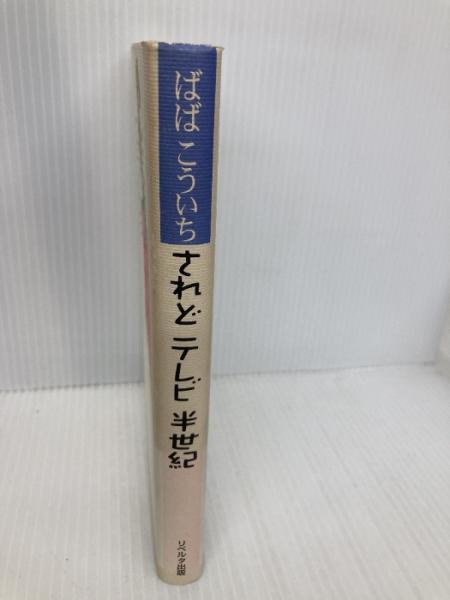 ばば こういち
されど テレビ 半世紀
リベルタ出版